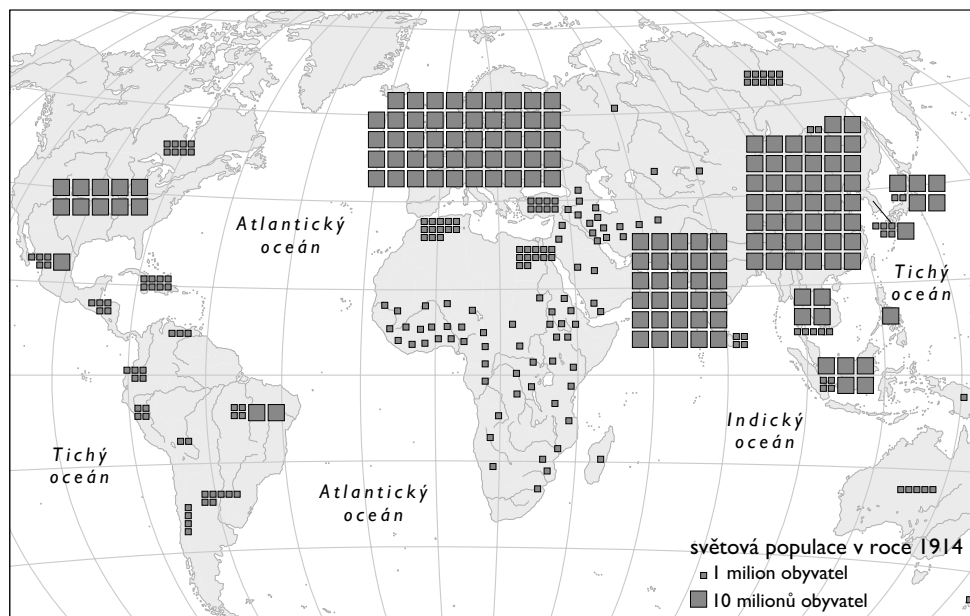 Atlantický
oceán
Tichý
oceán
Indický
oceán
Tichý
oceán
Atlantický
oceán
světová populace v roce 1914
1 milion obyvatel
10 milionů obyvatel